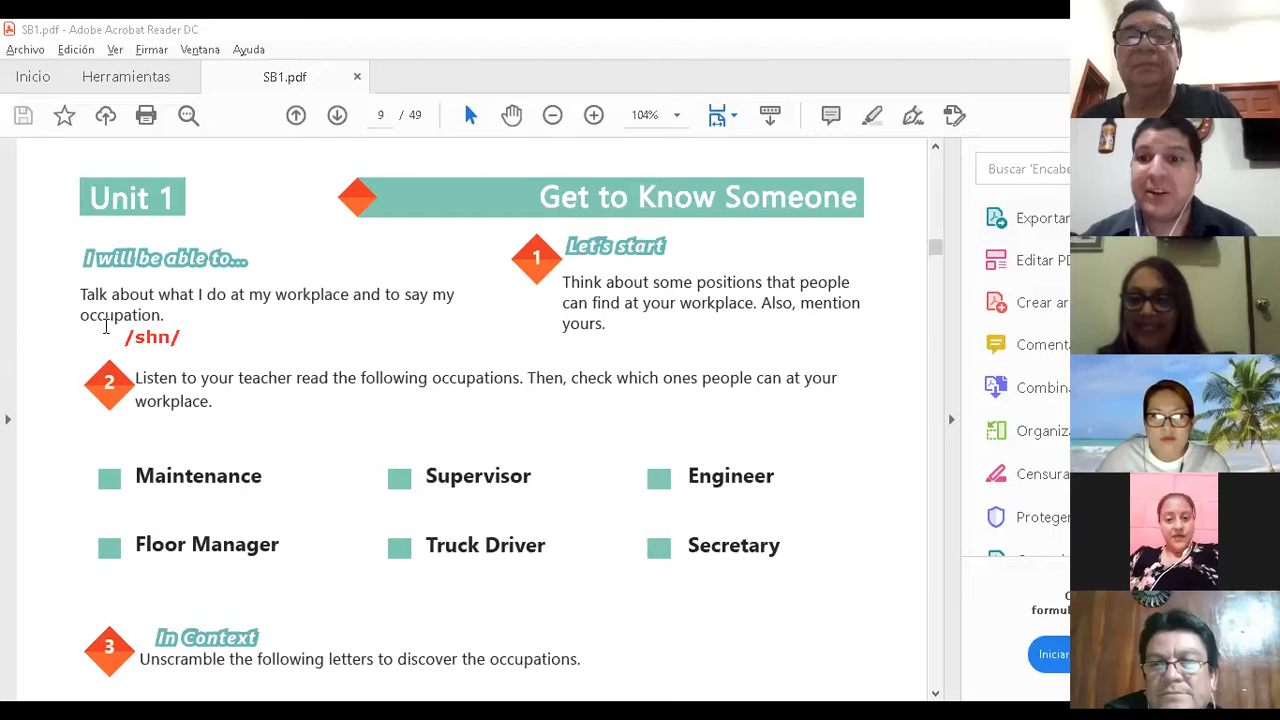 SB1.pdf - Adobe Acrobat Reader DC
Archivo Edición Ver Firmar Ventana Ayuda
Inicio Herramientas SB1.pdf ×
9 / 49 104%
Unit 1 Get to Know Someone
I will be able to...
Talk about what I do at my workplace and to say my
occupation.
/shn/
1 Let's start
Think about some positions that people
can find at your workplace. Also, mention
yours.
2 Listen to your teacher read the following occupations. Then, check which ones people can at your
workplace.
Maintenance Supervisor Engineer
Floor Manager Truck Driver Secretary
3 In Context
Unscramble the following letters to discover the occupations.
Buscar 'Encabe
Exportar
Editar PD
Crear ar
Coment
Combin
Organiz
Censura
Proteger
formul
Iniciar